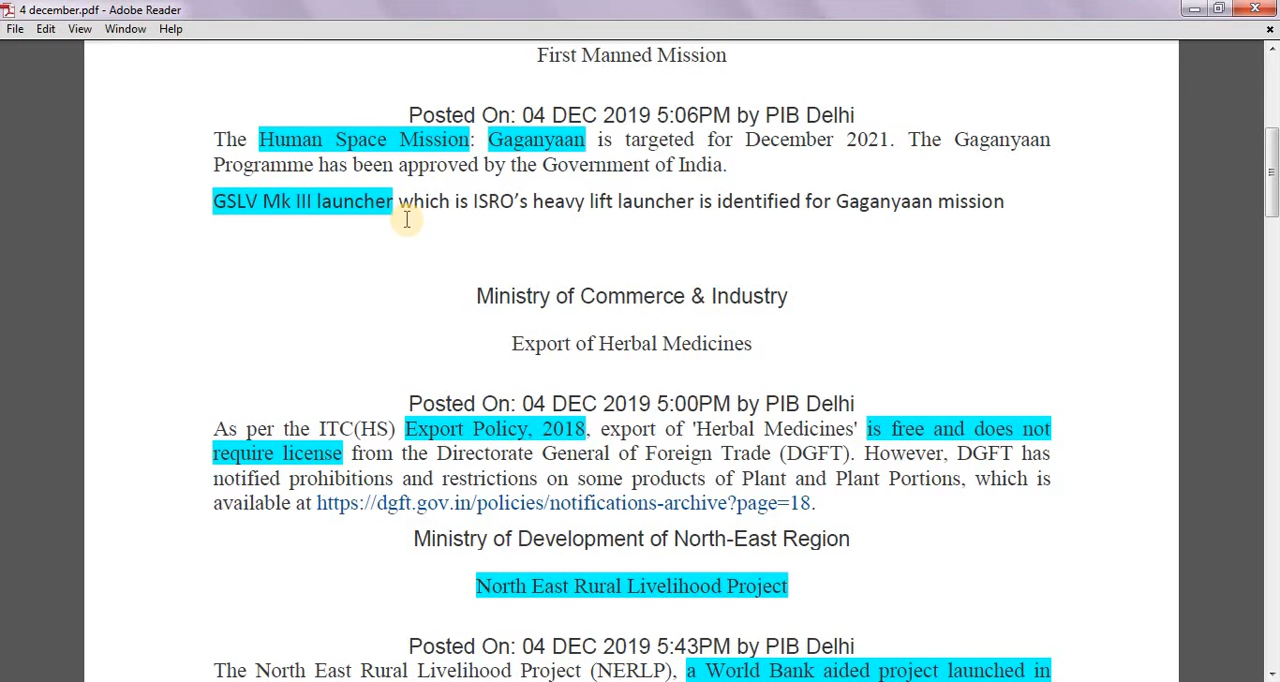 4 december.pdf - Adobe Reader
File Edit View Window Help
First Manned Mission
Posted On: 04 DEC 2019 5:06PM by PIB Delhi
The Human Space Mission: Gaganyaan is targeted for December 2021. The Gaganyaan
Programme has been approved by the Government of India.
GSLV Mk III launcher which is ISRO’s heavy lift launcher is identified for Gaganyaan mission
Ministry of Commerce & Industry
Export of Herbal Medicines
Posted On: 04 DEC 2019 5:00PM by PIB Delhi
As per the ITC(HS) Export Policy, 2018, export of 'Herbal Medicines' is free and does not
require license from the Directorate General of Foreign Trade (DGFT). However, DGFT has
notified prohibitions and restrictions on some products of Plant and Plant Portions, which is
available at https://dgft.gov.in/policies/notifications-archive?page=18.
Ministry of Development of North-East Region
North East Rural Livelihood Project
Posted On: 04 DEC 2019 5:43PM by PIB Delhi
The North East Rural Livelihood Project (NERLP), a World Bank aided project launched in